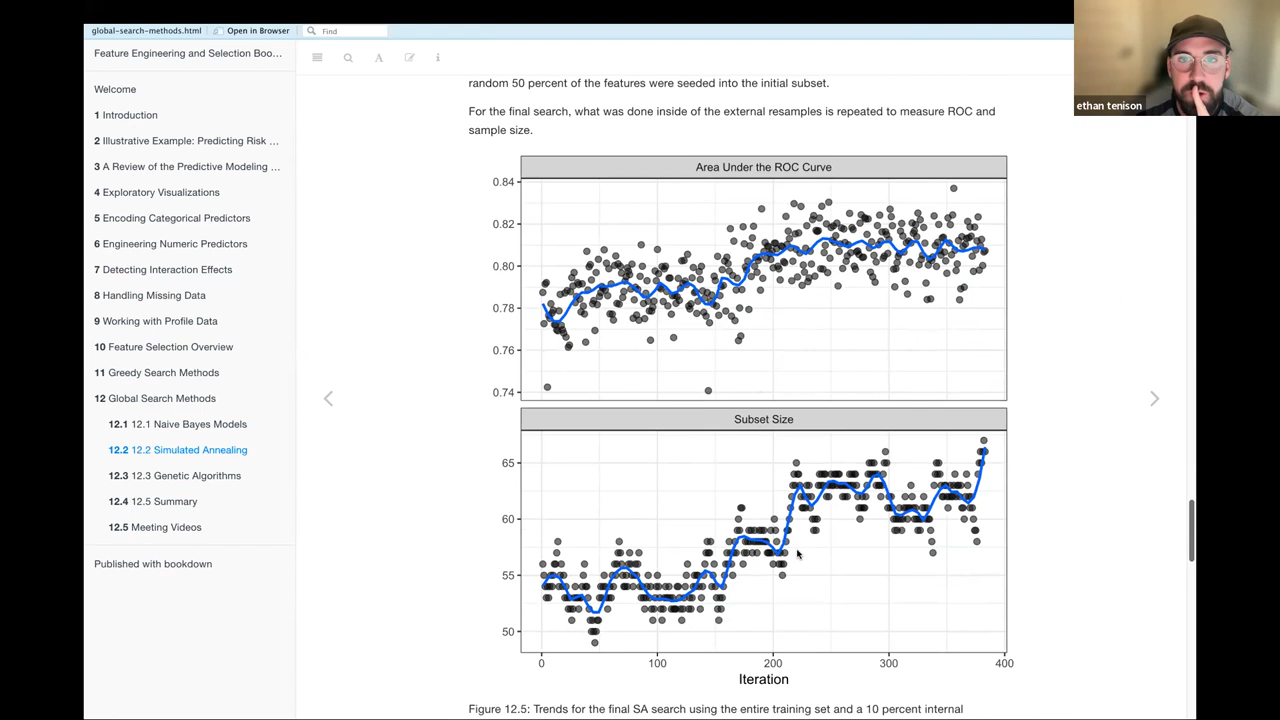 global-search-methods.html
Open in Browser
Find
Feature Engineering and Selection Boo…
Welcome
1 Introduction
2 Illustrative Example: Predicting Risk …
3 A Review of the Predictive Modeling …
4 Exploratory Visualizations
5 Encoding Categorical Predictors
6 Engineering Numeric Predictors
7 Detecting Interaction Effects
8 Handling Missing Data
9 Working with Profile Data
10 Feature Selection Overview
11 Greedy Search Methods
12 Global Search Methods
12.1 12.1 Naive Bayes Models
12.2 12.2 Simulated Annealing
12.3 12.3 Genetic Algorithms
12.4 12.5 Summary
12.5 Meeting Videos
Published with bookdown
A
i
random 50 percent of the features were seeded into the initial subset.
For the final search, what was done inside of the external resamples is repeated to measure ROC and
sample size.
Area Under the ROC Curve
0.84
0.82
0.80
0.78
0.76
0.74
Subset Size
65
60
55
50
0 100 200 300 400
Iteration
Figure 12.5: Trends for the final SA search using the entire training set and a 10 percent internal
ethan tenison